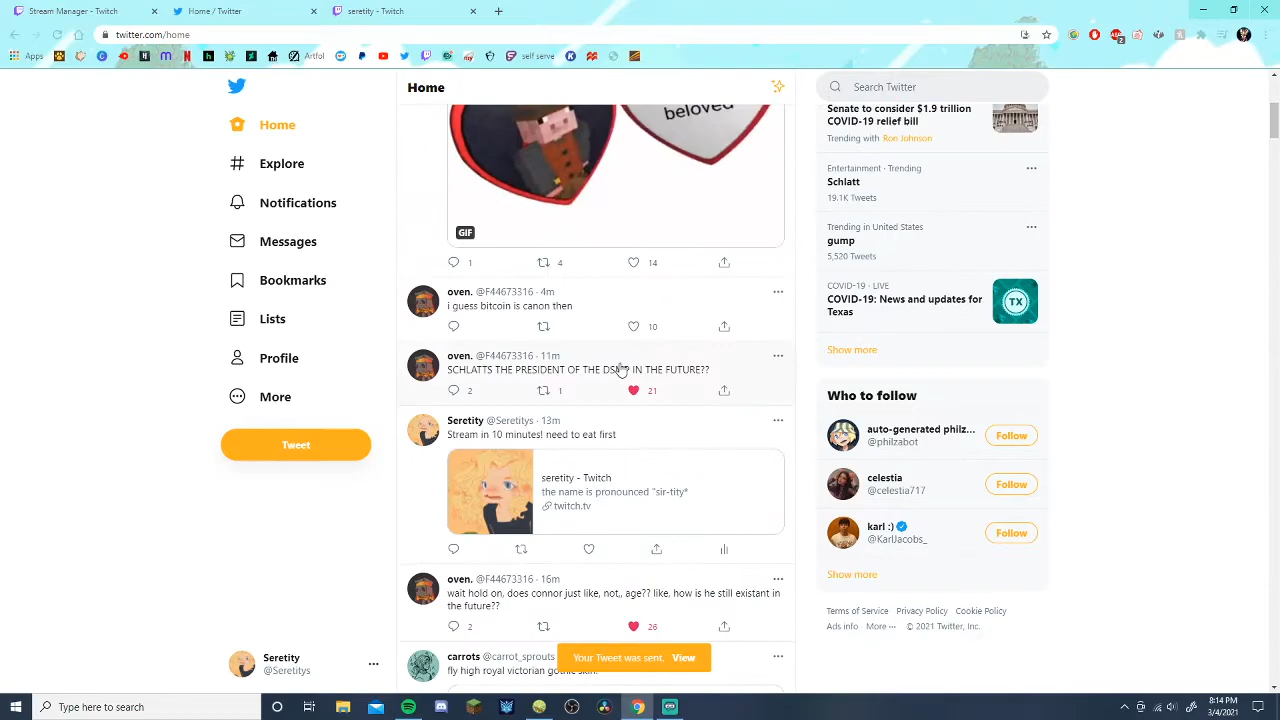 Stream Manager - Twitch
Home / Twitter
seretity - Twitch
twitter.com/home
Apps
Artfol
self serve
Home
Explore
Notifications
Messages
Bookmarks
Lists
Profile
More
Tweet
Seretity
@Seretitys
Home
beloved
GIF
1
4
14
oven. @F44673316 · 4m
i guess bitcoin is canon then
10
oven. @F44673316 · 11m
SCHLATTS THE PRESIDENT OF THE DSMP IN THE FUTURE??
2
1
21
Seretity @Seretitys · 13m
Stream in 10 minutes! need to eat first
seretity - Twitch
the name is pronounced "sir-tity*
twitch.tv
oven. @F44673316 · 16m
wait hold on, does connor just like, not,, age?? like, how is he still existant in
the future??
2
26
carrots @carrot_sprouts
fly high royal victorian gothic skin.
Your Tweet was sent. View
Search Twitter
Senate to consider $1.9 trillion
COVID-19 relief bill
Trending with Ron Johnson
Entertainment · Trending
Schlatt
19.1K Tweets
Trending in United States
gump
5,520 Tweets
COVID-19 · LIVE
COVID-19: News and updates for
Texas
TX
Show more
Who to follow
auto-generated philz...
@philzabot
Follow
celestia
@celestia717
Follow
karl :)
@KarlJacobs_
Follow
Show more
Terms of Service Privacy Policy Cookie Policy
Ads info More ··· © 2021 Twitter, Inc.
Type here to search
8:14 PM
3/4/2021